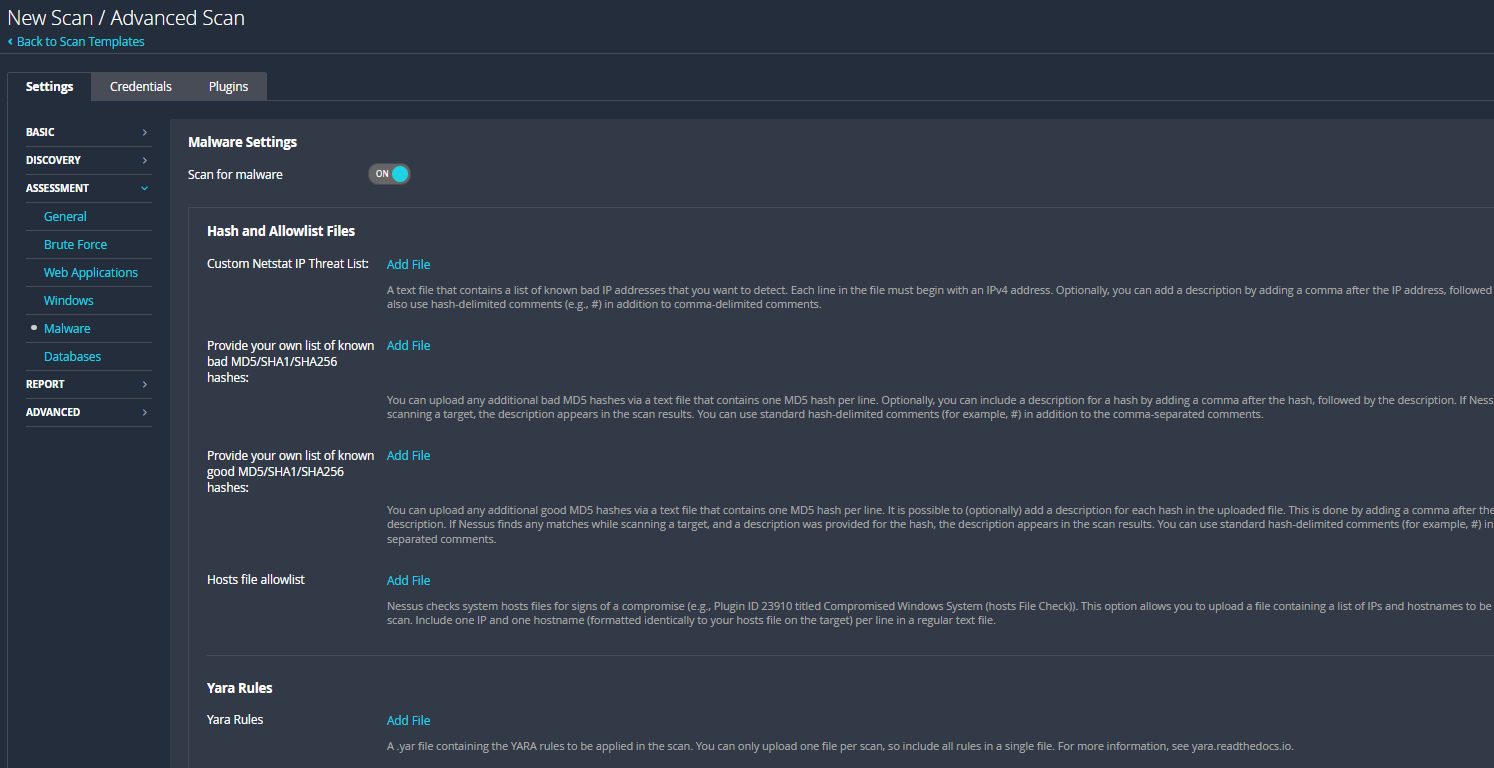 New Scan / Advanced Scan
‹ Back to Scan Templates
Settings
Credentials
Plugins
BASIC
DISCOVERY
ASSESSMENT
General
Brute Force
Web Applications
Windows
Malware
Databases
REPORT
ADVANCED
Malware Settings
Scan for malware
ON
Hash and Allowlist Files
Custom Netstat IP Threat List:
Add File
A text file that contains a list of known bad IP addresses that you want to detect. Each line in the file must begin with an IPv4 address. Optionally, you can add a description by adding a comma after the IP address, followed
also use hash-delimited comments (e.g., #) in addition to comma-delimited comments.
Provide your own list of known
bad MD5/SHA1/SHA256
hashes:
Add File
You can upload any additional bad MD5 hashes via a text file that contains one MD5 hash per line. Optionally, you can include a description for a hash by adding a comma after the hash, followed by the description. If Ness
scanning a target, the description appears in the scan results. You can use standard hash-delimited comments (for example, #) in addition to the comma-separated comments.
Provide your own list of known
good MD5/SHA1/SHA256
hashes:
Add File
You can upload any additional good MD5 hashes via a text file that contains one MD5 hash per line. It is possible to (optionally) add a description for each hash in the uploaded file. This is done by adding a comma after the
description. If Nessus finds any matches while scanning a target, and a description was provided for the hash, the description appears in the scan results. You can use standard hash-delimited comments (for example, #) in
separated comments.
Hosts file allowlist
Add File
Nessus checks system hosts files for signs of a compromise (e.g., Plugin ID 23910 titled Compromised Windows System (hosts File Check)). This option allows you to upload a file containing a list of IPs and hostnames to be
scan. Include one IP and one hostname (formatted identically to your hosts file on the target) per line in a regular text file.
Yara Rules
Yara Rules
Add File
A .yar file containing the YARA rules to be applied in the scan. You can only upload one file per scan, so include all rules in a single file. For more information, see yara.readthedocs.io.